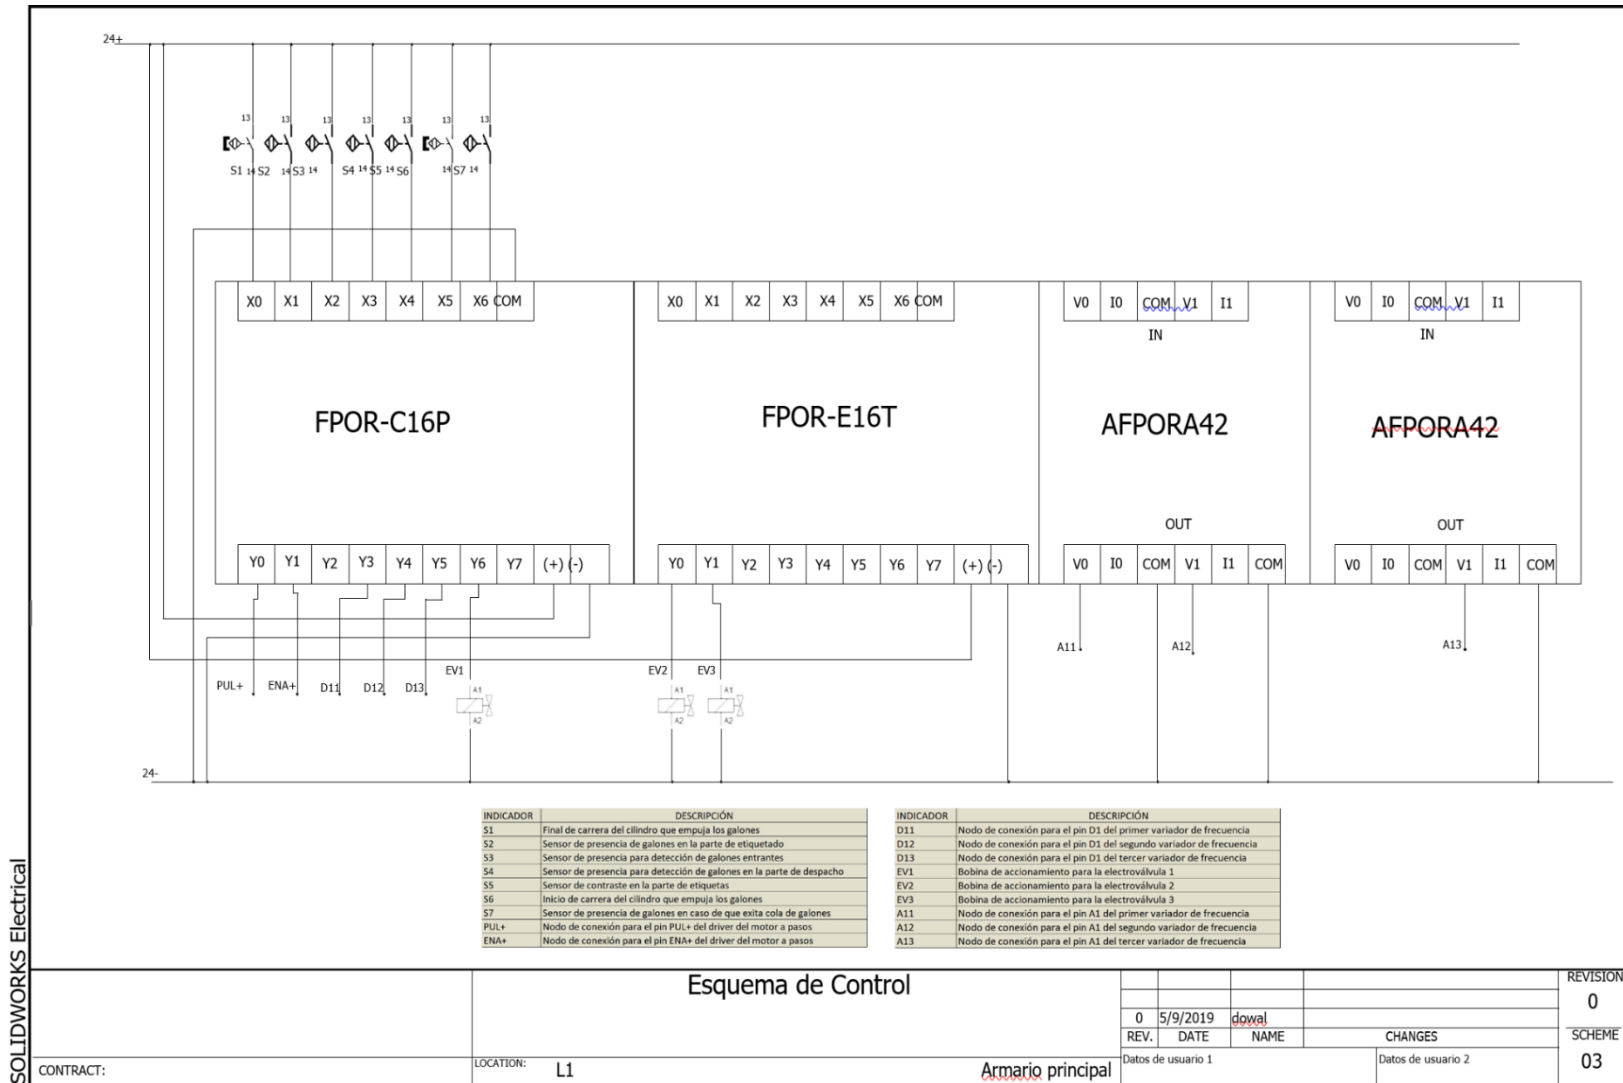 24+
13 13 13 13 13 13 13
S1 14 S2 14 S3 14 S4 14 S5 14 S6 14 S7 14
X0 X1 X2 X3 X4 X5 X6 COM
X0 X1 X2 X3 X4 X5 X6 COM
V0 I0 COM V1 I1
IN
V0 I0 COM V1 I1
IN
FPOR-C16P
FPOR-E16T
AFPORA42
AFPORA42
OUT
OUT
Y0 Y1 Y2 Y3 Y4 Y5 Y6 Y7 (+) (-)
Y0 Y1 Y2 Y3 Y4 Y5 Y6 Y7 (+) (-)
V0 I0 COM V1 I1 COM
V0 I0 COM V1 I1 COM
A11 A12 A13
PUL+ ENA+ D11 D12 D13 EV1 EV2 EV3
A1 A1 A1
A2 A2 A2
24-
INDICADOR DESCRIPCIÓN
S1 Final de carrera del cilindro que empuja los galones
S2 Sensor de presencia de galones en la parte de etiquetado
S3 Sensor de presencia para detección de galones entrantes
S4 Sensor de presencia para detección de galones en la parte de despacho
S5 Sensor de contraste en la parte de etiquetas
S6 Inicio de carrera del cilindro que empuja los galones
S7 Sensor de presencia de galones en caso de que exita cola de galones
PUL+ Nodo de conexión para el pin PUL+ del driver del motor a pasos
ENA+ Nodo de conexión para el pin ENA+ del driver del motor a pasos
INDICADOR DESCRIPCIÓN
D11 Nodo de conexión para el pin D1 del primer variador de frecuencia
D12 Nodo de conexión para el pin D1 del segundo variador de frecuencia
D13 Nodo de conexión para el pin D1 del tercer variador de frecuencia
EV1 Bobina de accionamiento para la electroválvula 1
EV2 Bobina de accionamiento para la electroválvula 2
EV3 Bobina de accionamiento para la electroválvula 3
A11 Nodo de conexión para el pin A1 del primer variador de frecuencia
A12 Nodo de conexión para el pin A1 del segundo variador de frecuencia
A13 Nodo de conexión para el pin A1 del tercer variador de frecuencia
SOLIDWORKS Electrical
Esquema de Control
CONTRACT:
LOCATION: L1
Armario principal
0 5/9/2019 dowal
REV. DATE NAME CHANGES
Datos de usuario 1 Datos de usuario 2
REVISION
0
SCHEME
03